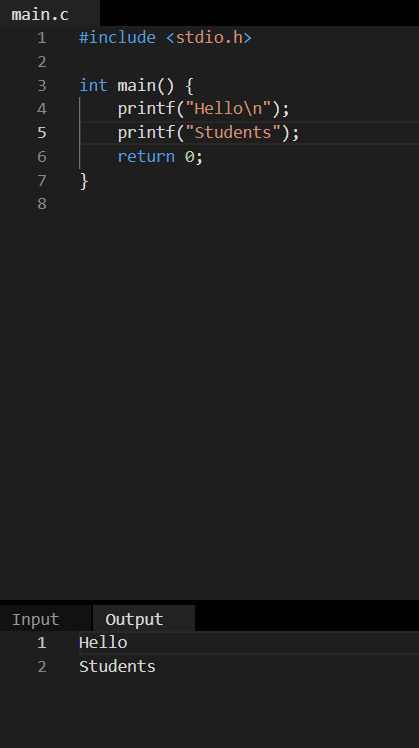 main.c
1 #include <stdio.h>
2
3 int main() {
4     printf("Hello\n");
5     printf("Students");
6     return 0;
7 }
8
Input Output
1 Hello
2 Students